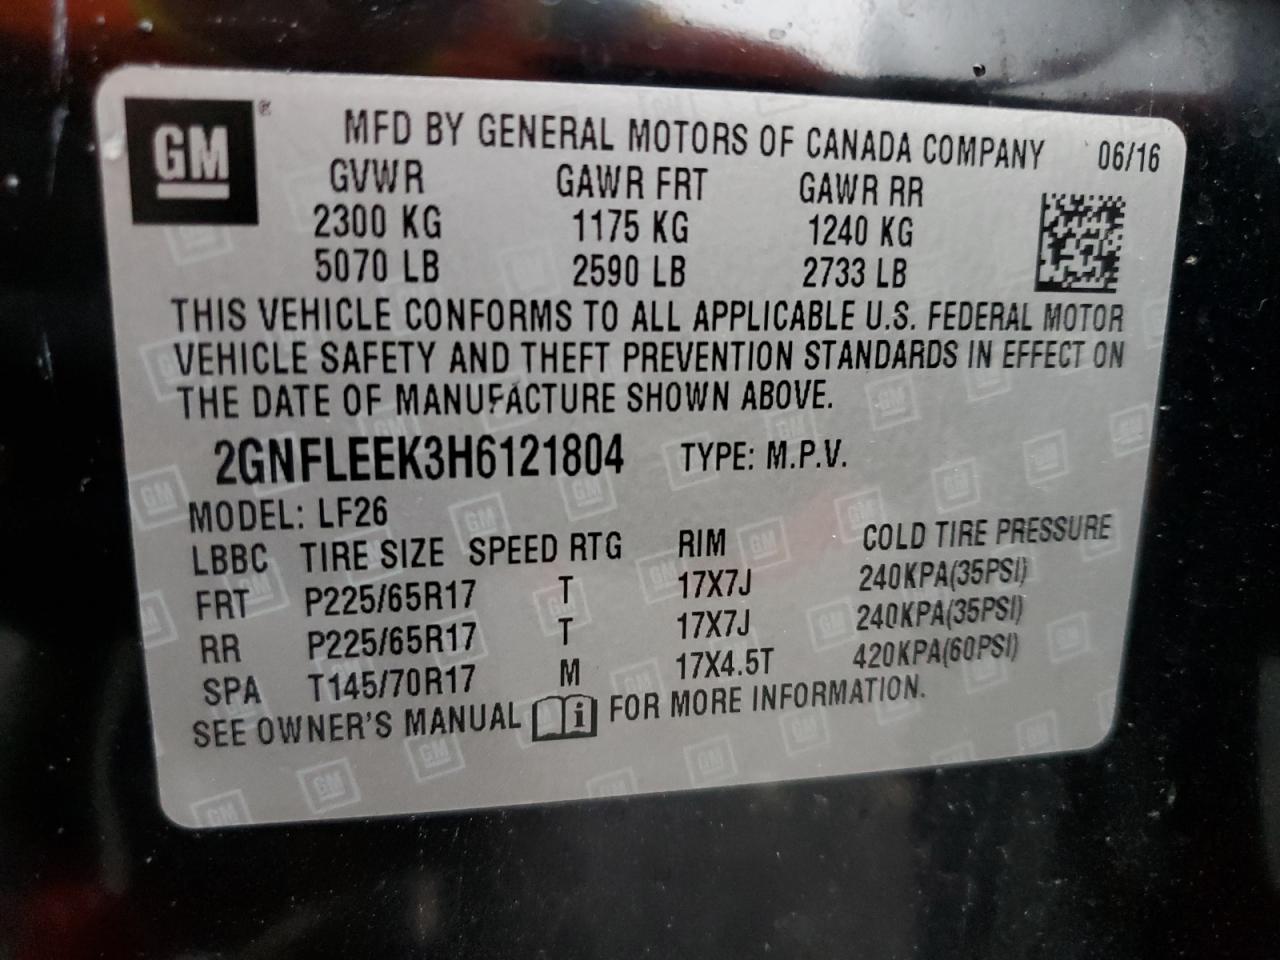 GM ®
MFD BY GENERAL MOTORS OF CANADA COMPANY 06/16
GVWR GAWR FRT GAWR RR
2300 KG 1175 KG 1240 KG
5070 LB 2590 LB 2733 LB
THIS VEHICLE CONFORMS TO ALL APPLICABLE U.S. FEDERAL MOTOR
VEHICLE SAFETY AND THEFT PREVENTION STANDARDS IN EFFECT ON
THE DATE OF MANUFACTURE SHOWN ABOVE.
2GNFLEEK3H6121804 TYPE: M.P.V.
MODEL: LF26
LBBC TIRE SIZE SPEED RTG RIM COLD TIRE PRESSURE
FRT P225/65R17 T 17X7J 240KPA(35PSI)
RR P225/65R17 T 17X7J 240KPA(35PSI)
SPA T145/70R17 M 17X4.5T 420KPA(60PSI)
SEE OWNER'S MANUAL i FOR MORE INFORMATION.